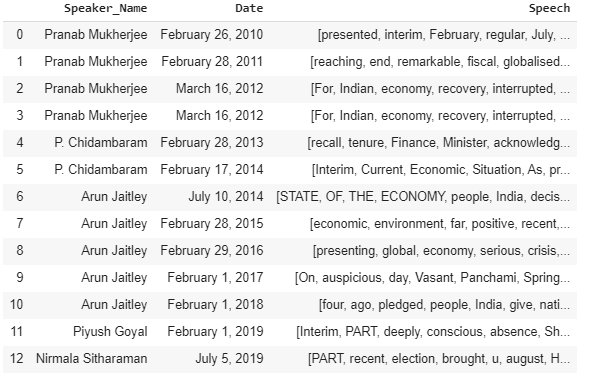 Speaker_Name Date Speech
0 Pranab Mukherjee February 26, 2010 [presented, interim, February, regular, July, ...
1 Pranab Mukherjee February 28, 2011 [reaching, end, remarkable, fiscal, globalised...
2 Pranab Mukherjee March 16, 2012 [For, Indian, economy, recovery, interrupted, ...
3 Pranab Mukherjee March 16, 2012 [For, Indian, economy, recovery, interrupted, ...
4 P. Chidambaram February 28, 2013 [recall, tenure, Finance, Minister, acknowledg...
5 P. Chidambaram February 17, 2014 [Interim, Current, Economic, Situation, As, pr...
6 Arun Jaitley July 10, 2014 [STATE, OF, THE, ECONOMY, people, India, decis...
7 Arun Jaitley February 28, 2015 [economic, environment, far, positive, recent,...
8 Arun Jaitley February 29, 2016 [presenting, global, economy, serious, crisis,...
9 Arun Jaitley February 1, 2017 [On, auspicious, day, Vasant, Panchami, Spring...
10 Arun Jaitley February 1, 2018 [four, ago, pledged, people, India, give, nati...
11 Piyush Goyal February 1, 2019 [Interim, PART, deeply, conscious, absence, Sh...
12 Nirmala Sitharaman July 5, 2019 [PART, recent, election, brought, u, august, H...